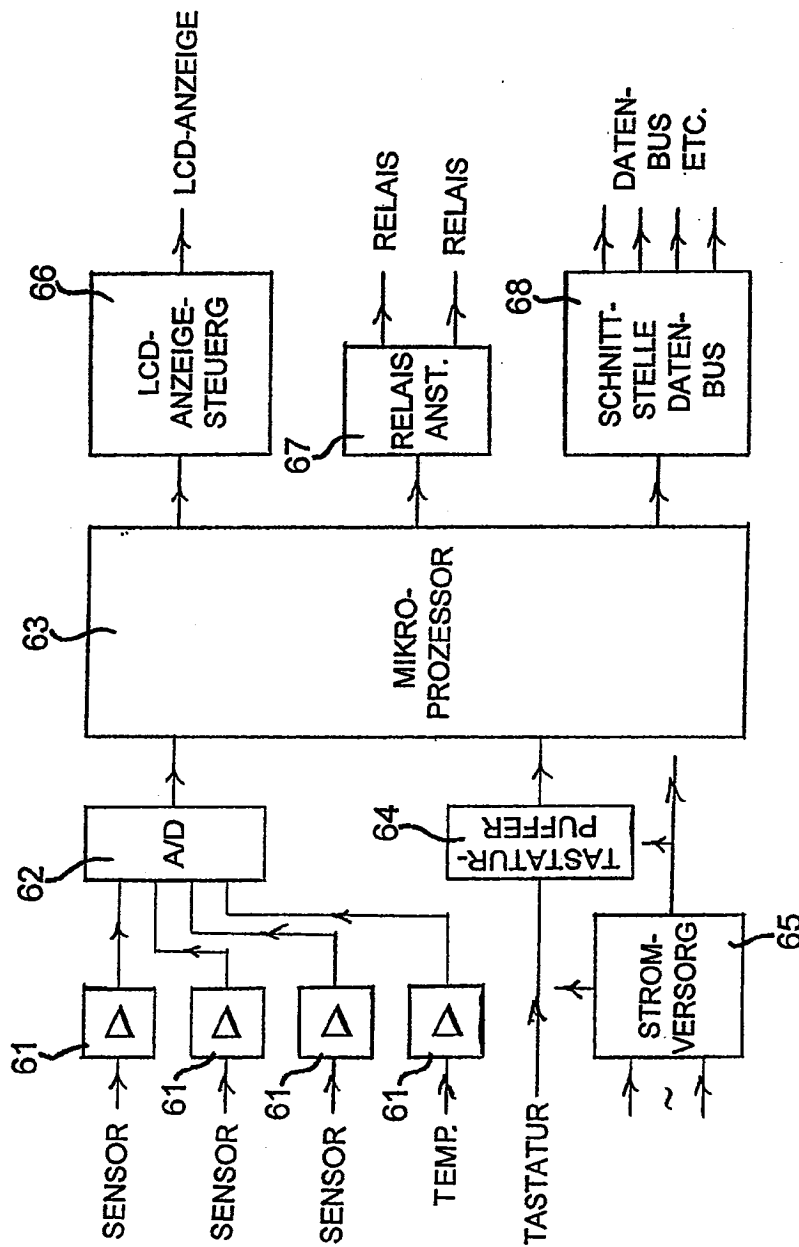 SENSOR
61
Δ
SENSOR
61
Δ
SENSOR
61
Δ
TEMP.
61
Δ
62
A/D
TASTATUR
64
TASTATUR-
PUFFER
~
STROM-
VERSORG
65
63
MIKRO-
PROZESSOR
66
LCD-
ANZEIGE-
STEUERG
LCD-ANZEIGE
67
RELAIS
ANST.
RELAIS
RELAIS
68
SCHNITT-
STELLE
DATEN-
BUS
DATEN-
BUS
ETC.